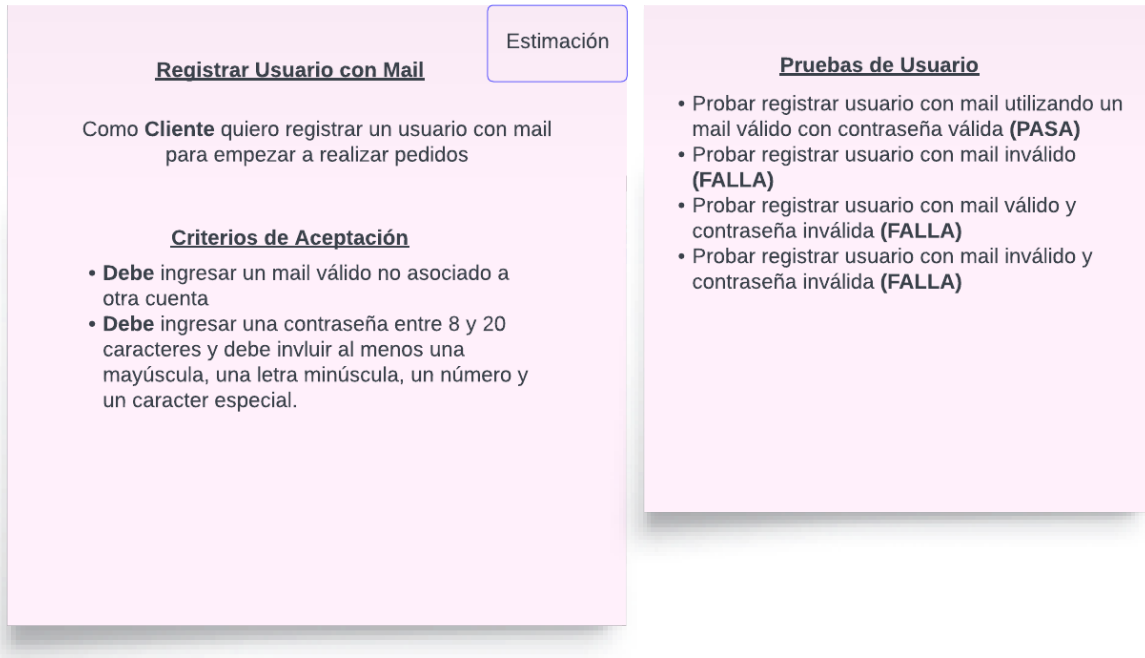 Estimación
Registrar Usuario con Mail
Como Cliente quiero registrar un usuario con mail
para empezar a realizar pedidos
Criterios de Aceptación
• Debe ingresar un mail válido no asociado a
otra cuenta
• Debe ingresar una contraseña entre 8 y 20
caracteres y debe invluir al menos una
mayúscula, una letra minúscula, un número y
un caracter especial.
Pruebas de Usuario
• Probar registrar usuario con mail utilizando un
mail válido con contraseña válida (PASA)
• Probar registrar usuario con mail inválido
(FALLA)
• Probar registrar usuario con mail válido y
contraseña inválida (FALLA)
• Probar registrar usuario con mail inválido y
contraseña inválida (FALLA)